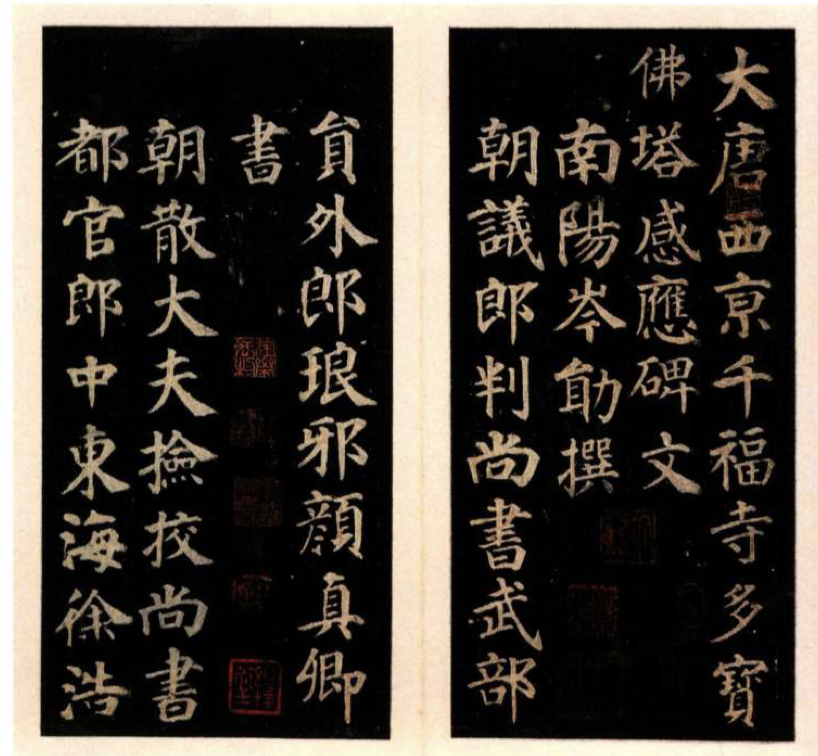 大唐西京千福寺多寶
佛塔感應碑文
南陽岑勛撰
朝議郎判尚書武部
貟外郎琅邪顏真卿
書
朝散大夫撿挍尚書
都官郎中東海徐浩